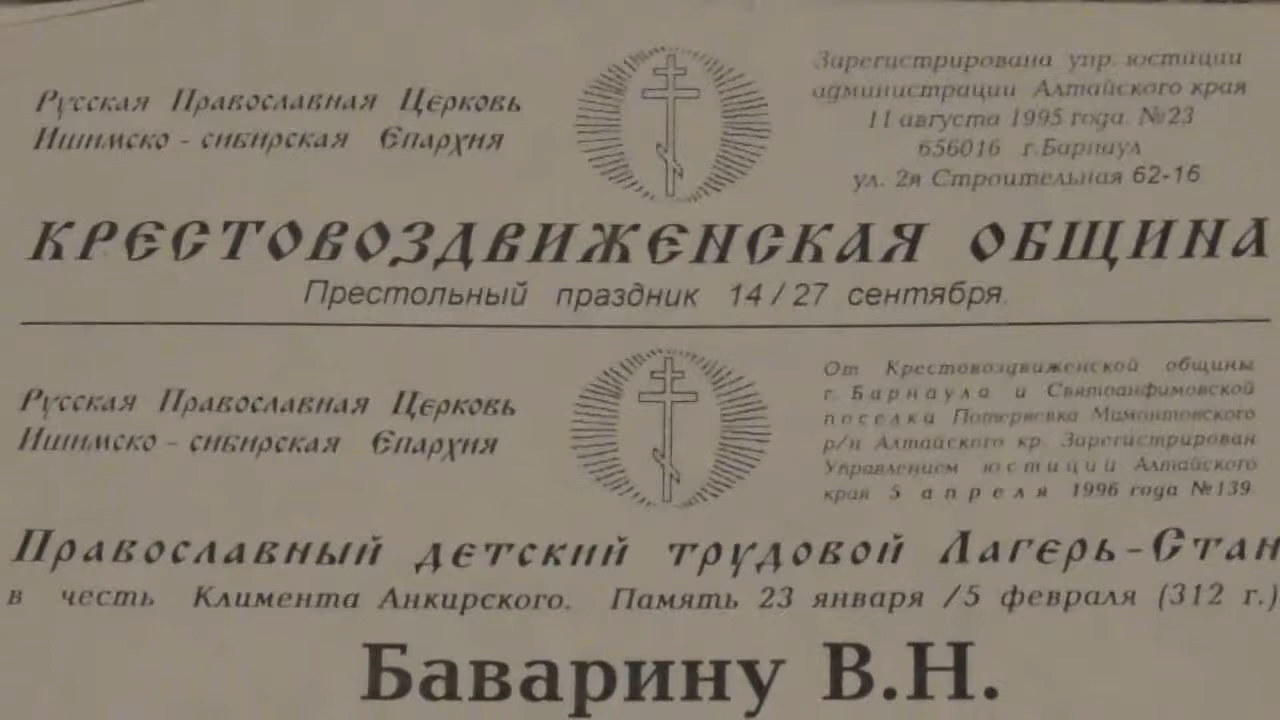 Русская Православная Церковь
Ишимско - сибирская Епархия
Зарегистрирована упр. юстиции
администрации Алтайского края
11 августа 1995 года. №23
656016 г.Барнаул
ул. 2я Строительная 62-16
КРЕСТОВОЗДВИЖЕНСКАЯ ОБЩИНА
Престольный праздник 14 / 27 сентября.
Русская Православная Церковь
Ишимско - сибирская Епархия
От Крестовоздвиженской общины
г. Барнаула и Святоанфимовской
поселка Потеряевка Мамонтовского
р/н Алтайского кр. Зарегистрирован
Управлением юстиции Алтайского
края 5 апреля 1996 года №139
Православный детский трудовой Лагерь-Стан
в честь Климента Анкирского. Память 23 января /5 февраля (312 г.)
Баварину В.Н.